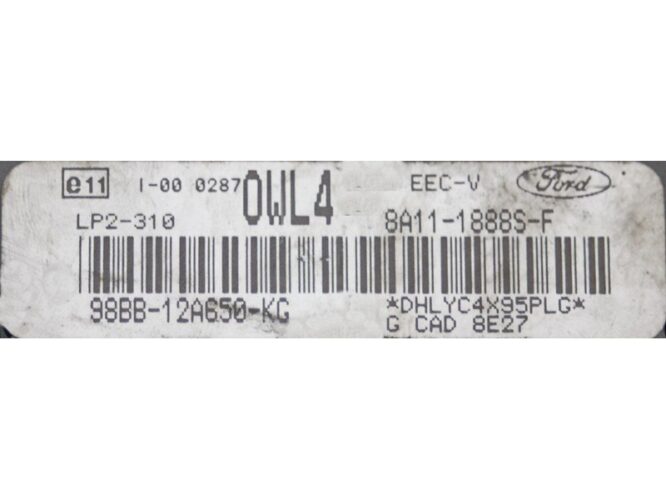 e11 I-00 0287 0WL4 EEC-V Ford
LP2-310 8A11-1888S-F
98BB-12A650-KG *DHLYC4X95PLG*
G CAD 8E27